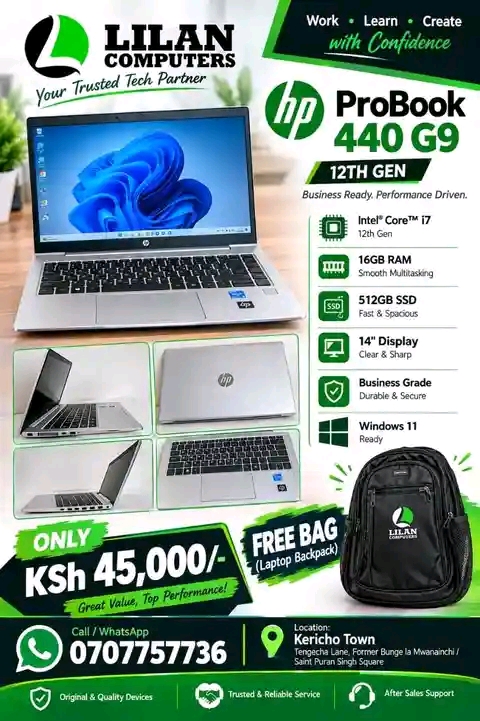 LILAN
COMPUTERS
Your Trusted Tech Partner
Work • Learn • Create
with Confidence
hp
ProBook
440 G9
12TH GEN
Business Ready. Performance Driven.
Intel® Core™ i7
12th Gen
16GB RAM
Smooth Multitasking
SSD
512GB SSD
Fast & Spacious
14" Display
Clear & Sharp
Business Grade
Durable & Secure
Windows 11
Ready
hp
hp
LILAN
COMPUTERS
ONLY
KSh 45,000/-
Great Value, Top Performance!
FREE BAG
(Laptop Backpack)
Call / WhatsApp
0707757736
Location:
Kericho Town
Tengecha Lane, Former Bunge la Mwanainchi /
Saint Puran Singh Square
Original & Quality Devices
Trusted & Reliable Service
After Sales Support